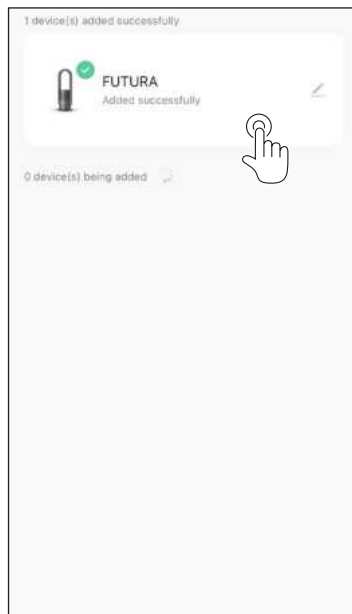 1 device(s) added successfully
FUTURA
Added successfully
0 device(s) being added